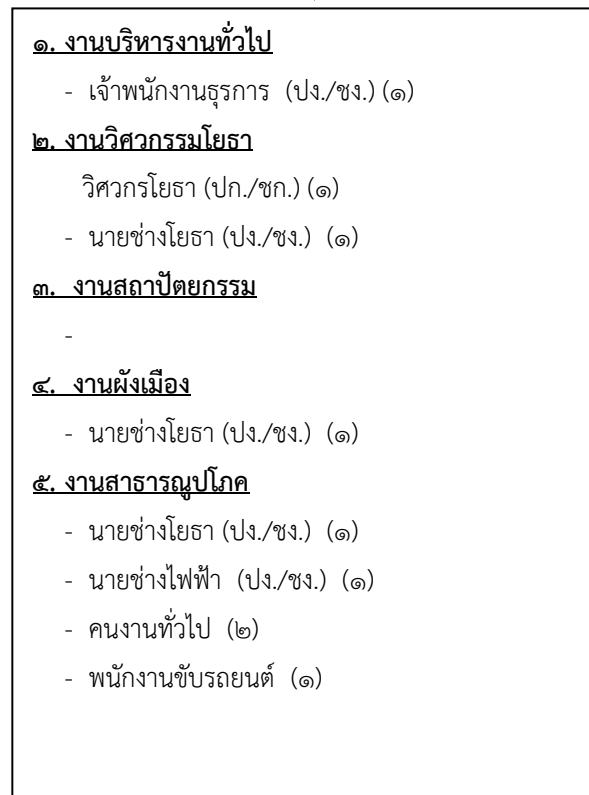 ๑. งานบริหารงานทั่วไป
- เจ้าพนักงานธุรการ (ปง./ชง.) (๑)
๒. งานวิศวกรรมโยธา
วิศวกรโยธา (ปก./ชก.) (๑)
- นายช่างโยธา (ปง./ชง.) (๑)
๓. งานสถาปัตยกรรม
-
๔. งานผังเมือง
- นายช่างโยธา (ปง./ชง.) (๑)
๕. งานสาธารณูปโภค
- นายช่างโยธา (ปง./ชง.) (๑)
- นายช่างไฟฟ้า (ปง./ชง.) (๑)
- คนงานทั่วไป (๒)
- พนักงานขับรถยนต์ (๑)